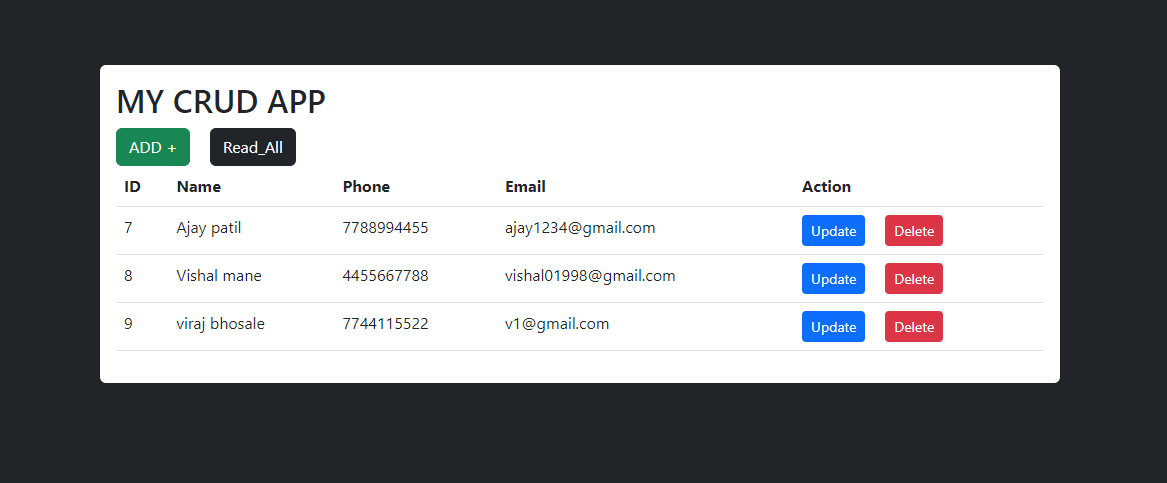 MY CRUD APP
ADD + Read_All
ID Name Phone Email Action
7 Ajay patil 7788994455 ajay1234@gmail.com Update Delete
8 Vishal mane 4455667788 vishal01998@gmail.com Update Delete
9 viraj bhosale 7744115522 v1@gmail.com Update Delete